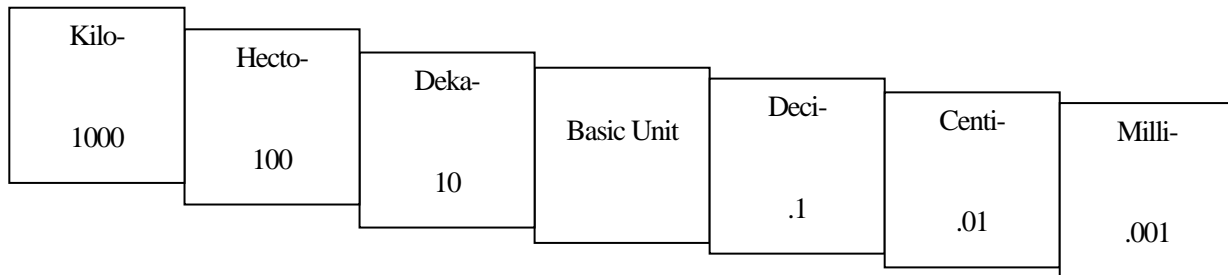 Kilo-
1000
Hecto-
100
Deka-
10
Basic Unit
Deci-
.1
Centi-
.01
Milli-
.001